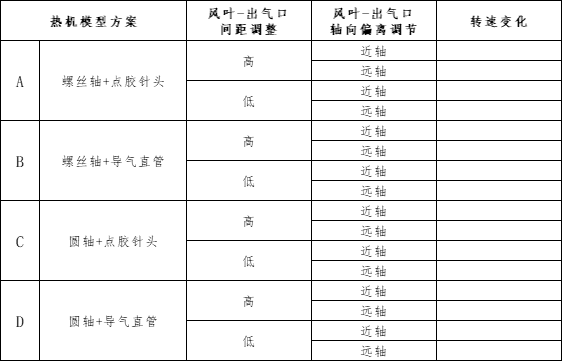 热机模型方案
风叶-出气口
间距调整
风叶-出气口
轴向偏离调节
转速变化
A
螺丝轴+点胶针头
高
近轴
远轴
低
近轴
远轴
B
螺丝轴+导气直管
高
近轴
远轴
低
近轴
远轴
C
圆轴+点胶针头
高
近轴
远轴
低
近轴
远轴
D
圆轴+导气直管
高
近轴
远轴
低
近轴
远轴